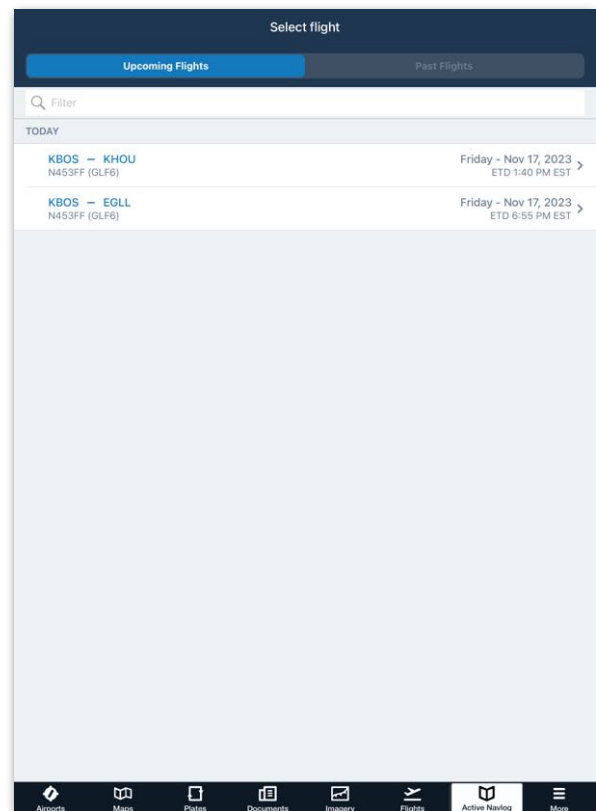 Select flight
Upcoming Flights
Past Flights
Filter
TODAY
KBOS – KHOU
Friday - Nov 17, 2023
N453FF (GLF6)
ETD 1:40 PM EST
KBOS – EGLL
Friday - Nov 17, 2023
N453FF (GLF6)
ETD 6:55 PM EST
Airports Maps Plates Documents Imagery Flights Active Navlog More